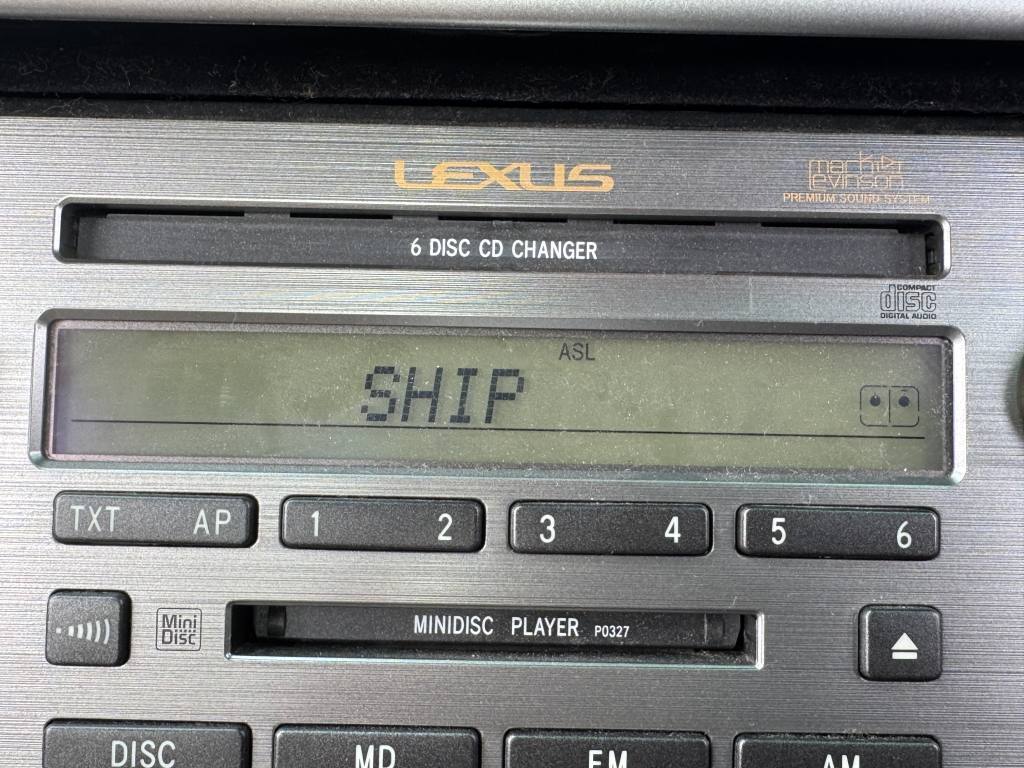 LEXUS
mark levinson
PREMIUM SOUND SYSTEM
6 DISC CD CHANGER
COMPACT
disc
DIGITAL AUDIO
ASL
SHIP
TXT AP 1 2 3 4 5 6
Mini
Disc
MINIDISC PLAYER P0327
DISC MD FM AM